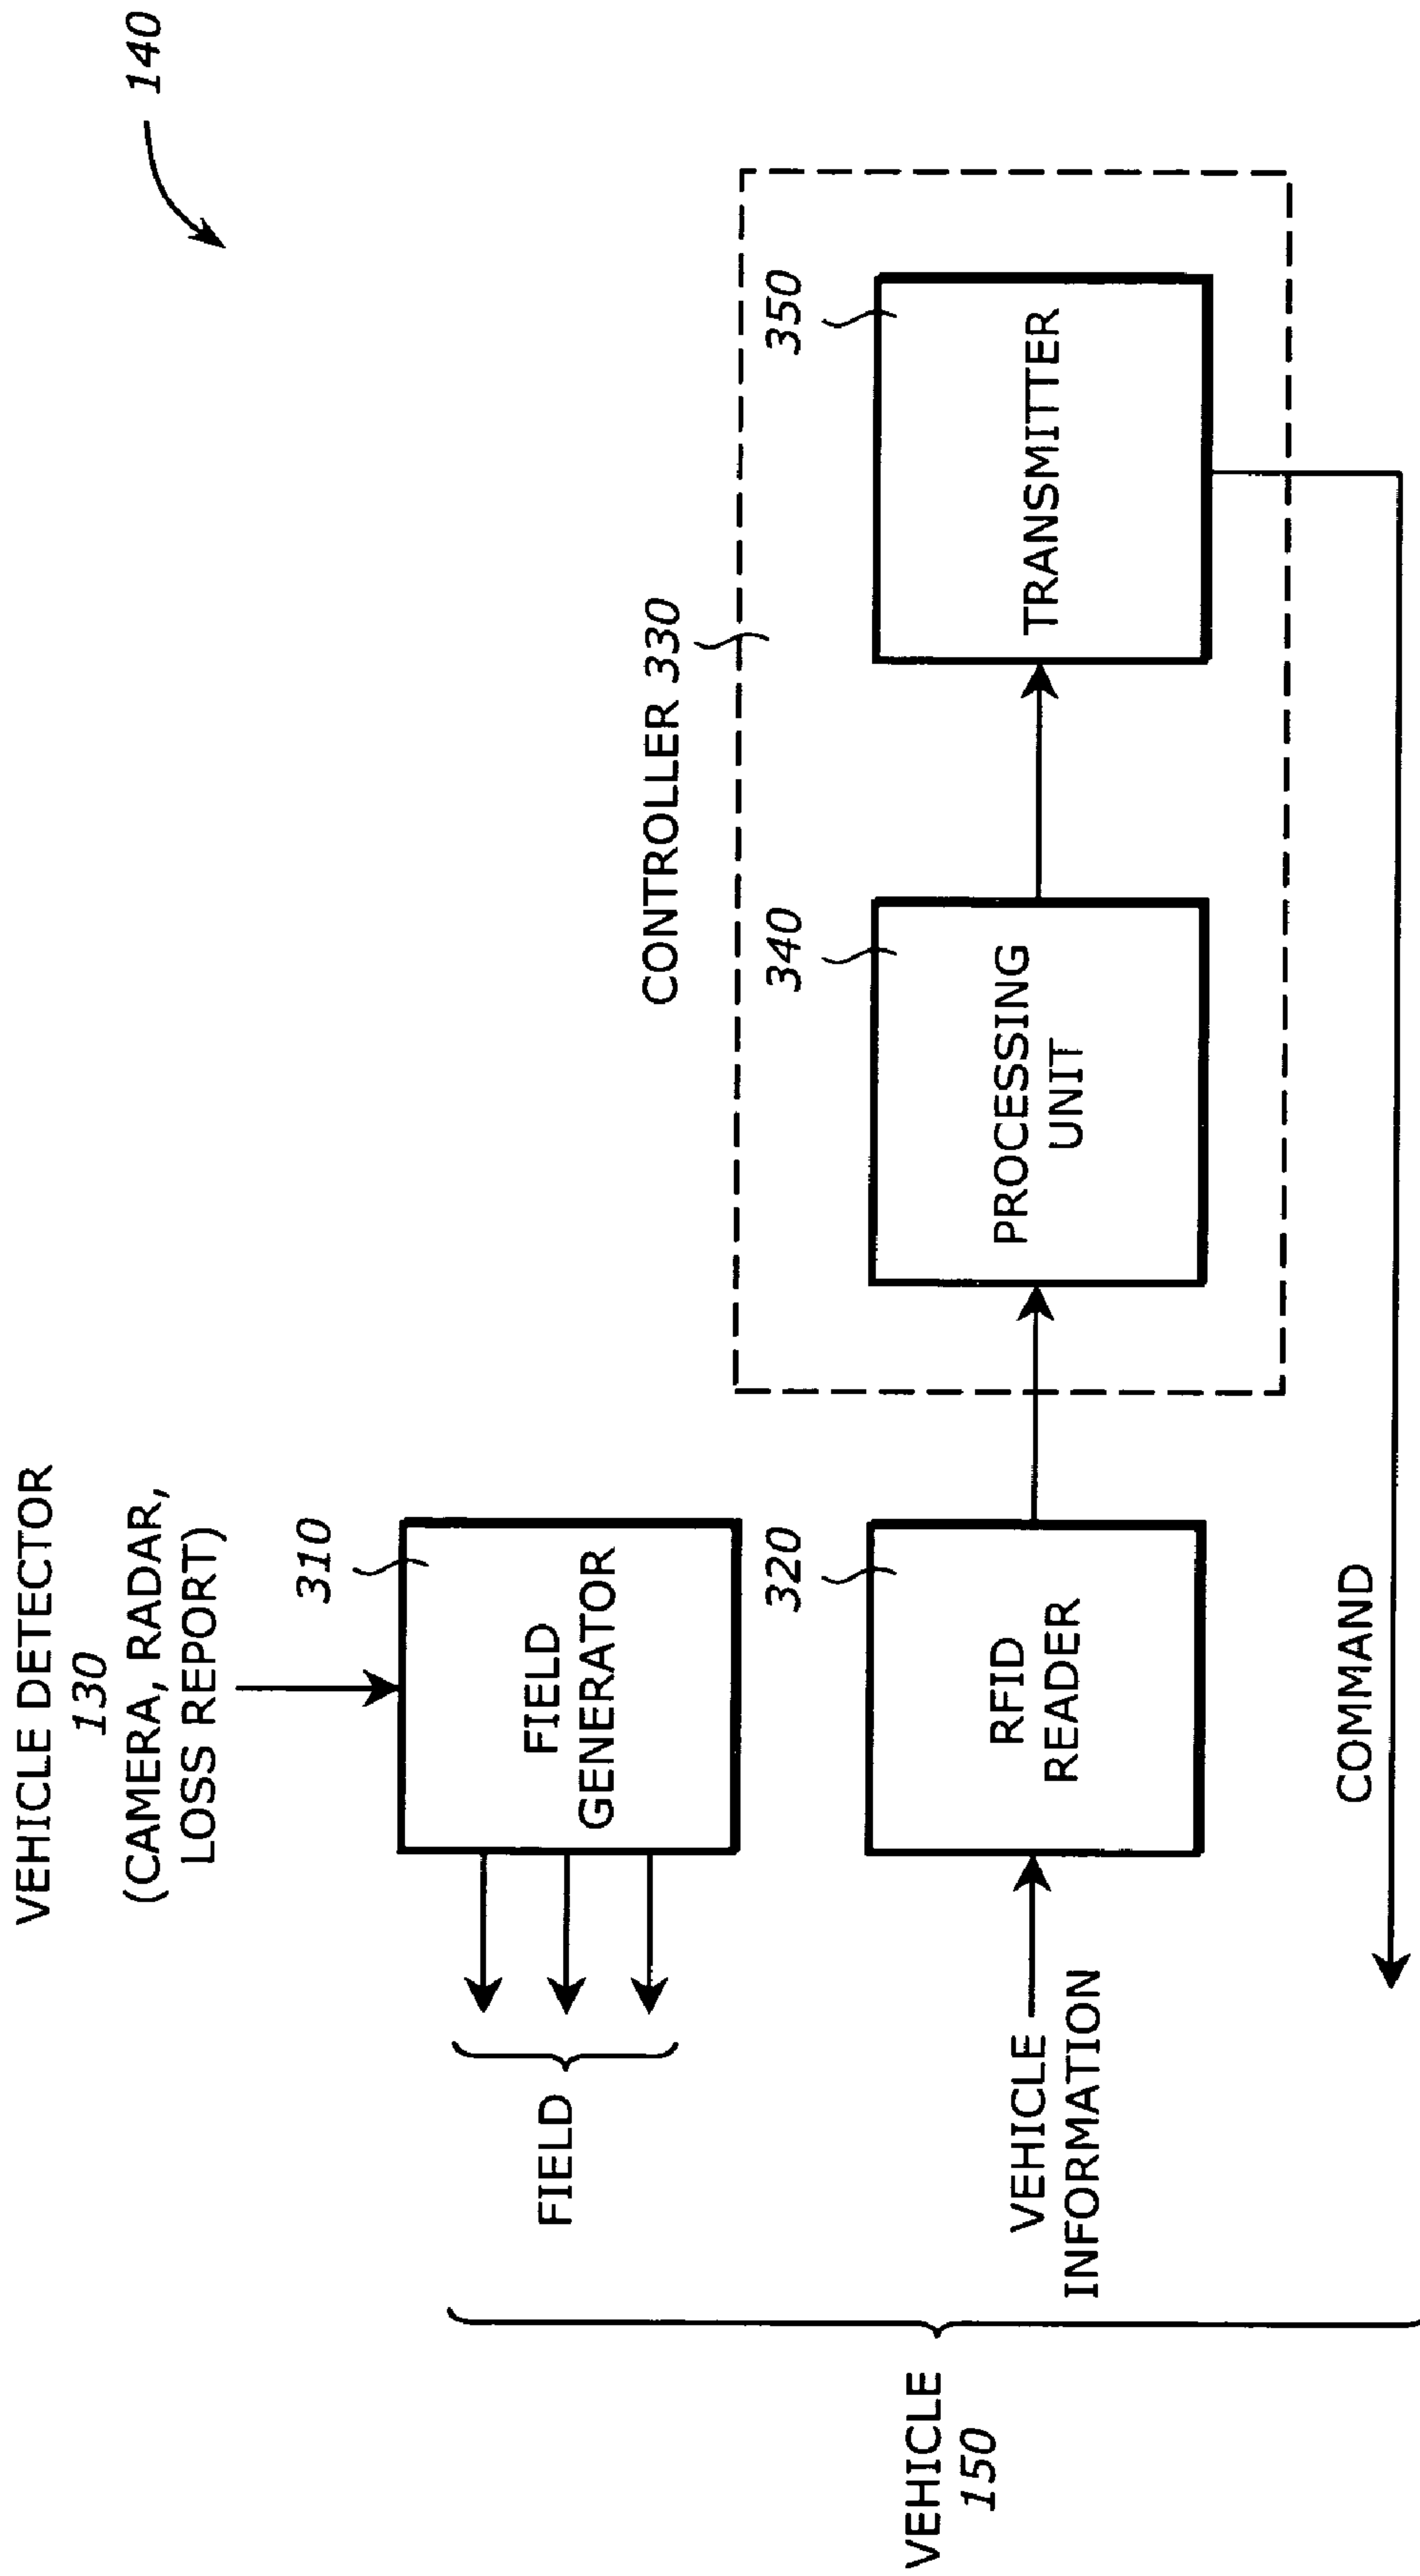 140
VEHICLE DETECTOR
130
(CAMERA, RADAR,
LOSS REPORT)
310
FIELD
GENERATOR
FIELD
CONTROLLER 330
320
RFID
READER
340
PROCESSING
UNIT
350
TRANSMITTER
VEHICLE
INFORMATION
VEHICLE
150
COMMAND